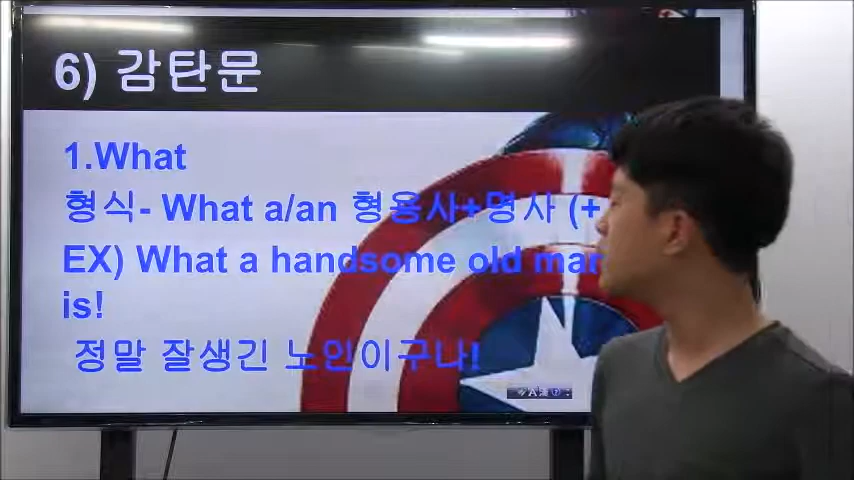 6) 감탄문
1.What
형식- What a/an 형용사+명사 (+
EX) What a handsome old
is!
정말 잘생긴 노인이구나!